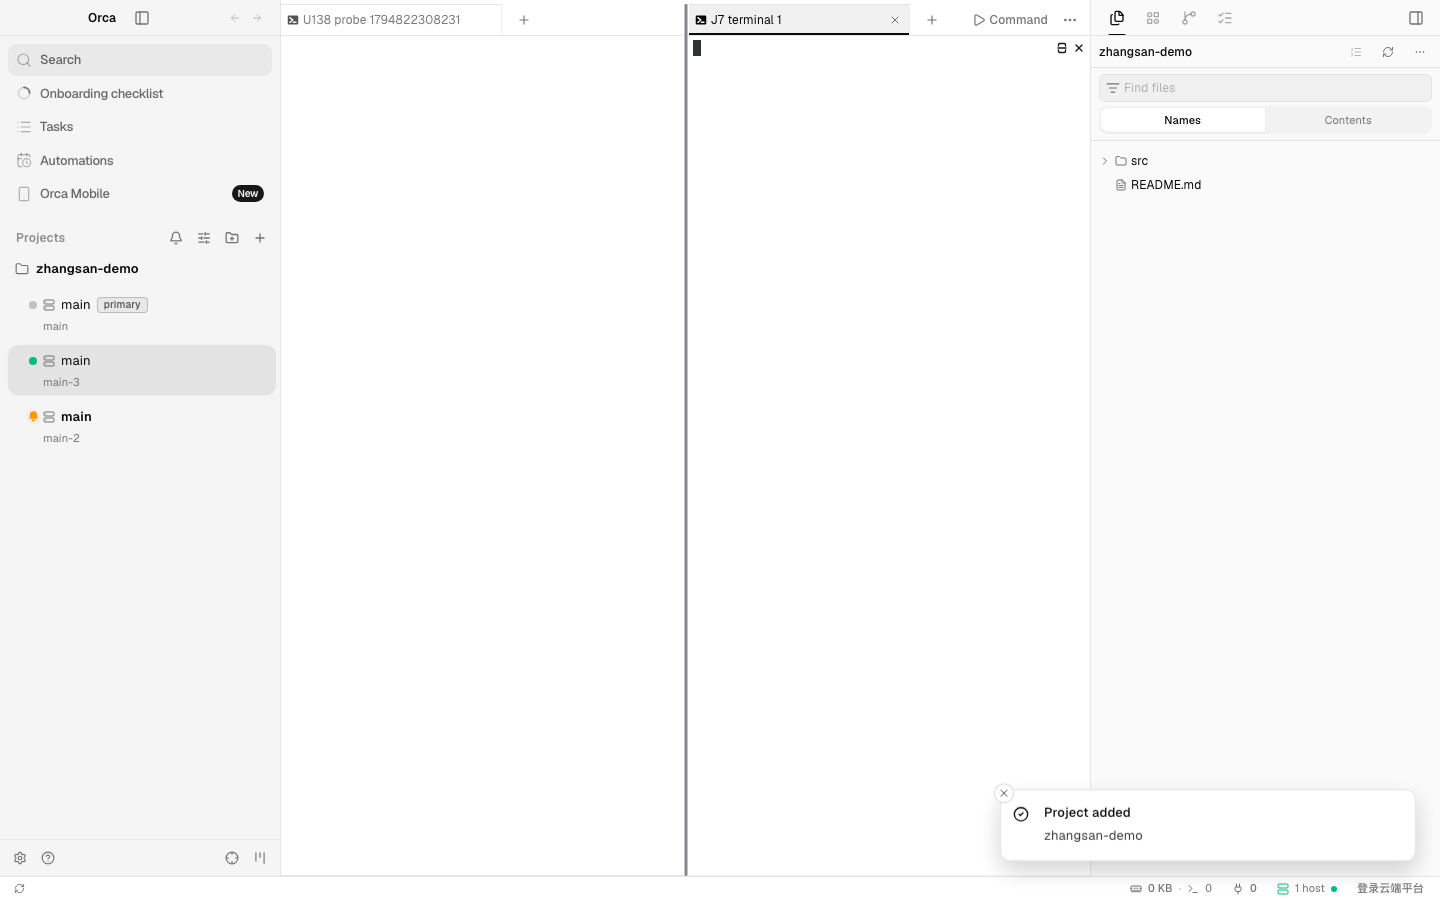 Orca
Search
Onboarding checklist
Tasks
Automations
Orca Mobile
New
Projects
zhangsan-demo
main primary
main
main
main-3
main
main-2
U138 probe 1794822308231
J7 terminal 1
Command
zhangsan-demo
Find files
Names
Contents
src
README.md
Project added
zhangsan-demo
0 KB · 0
0
1 host
登录云端平台